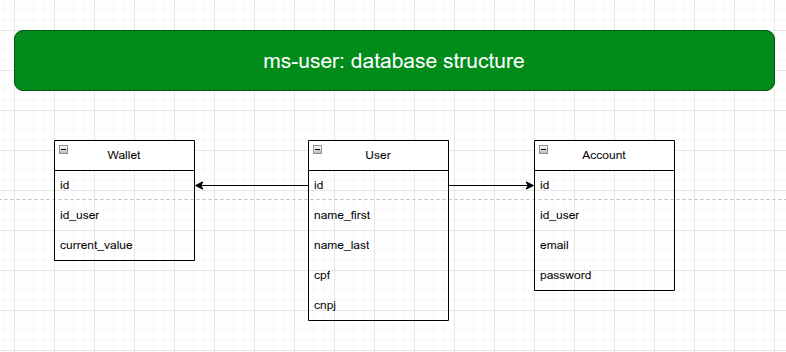 ms-user: database structure
Wallet
id
id_user
current_value
User
id
name_first
name_last
cpf
cnpj
Account
id
id_user
email
password